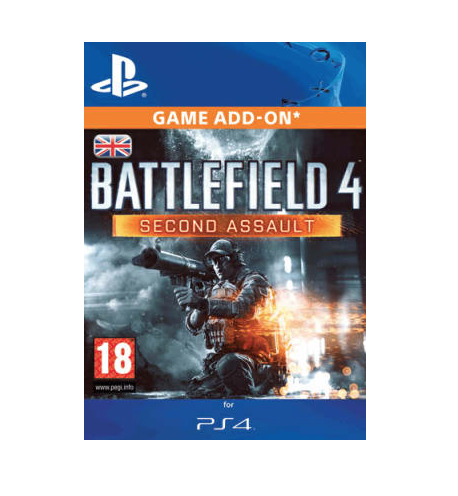 GAME ADD-ON*
BATTLEFIELD 4
SECOND ASSAULT
18
www.pegi.info
for
PS4